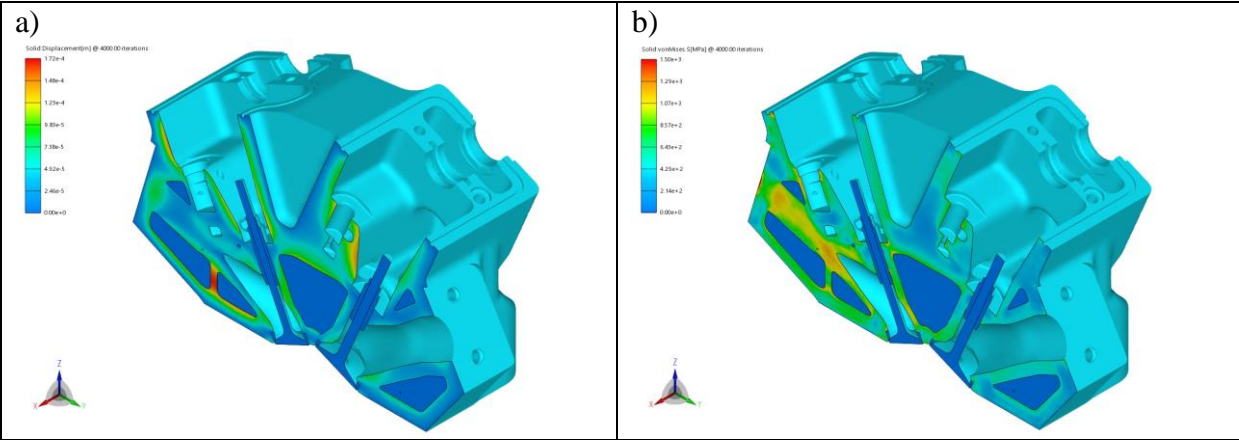 a)
Solid:Displacement[m] @ 4000.00 iterations
1.72e-4
1.48e-4
1.23e-4
9.85e-5
7.38e-5
4.92e-5
2.46e-5
0.00e+0
Z
X
Y
b)
Solid vonMises S[MPa] @ 4000.00 iterations
1.50e+3
1.29e+3
1.07e+3
8.57e+2
6.43e+2
4.29e+2
2.14e+2
0.00e+0
Z
X
Y